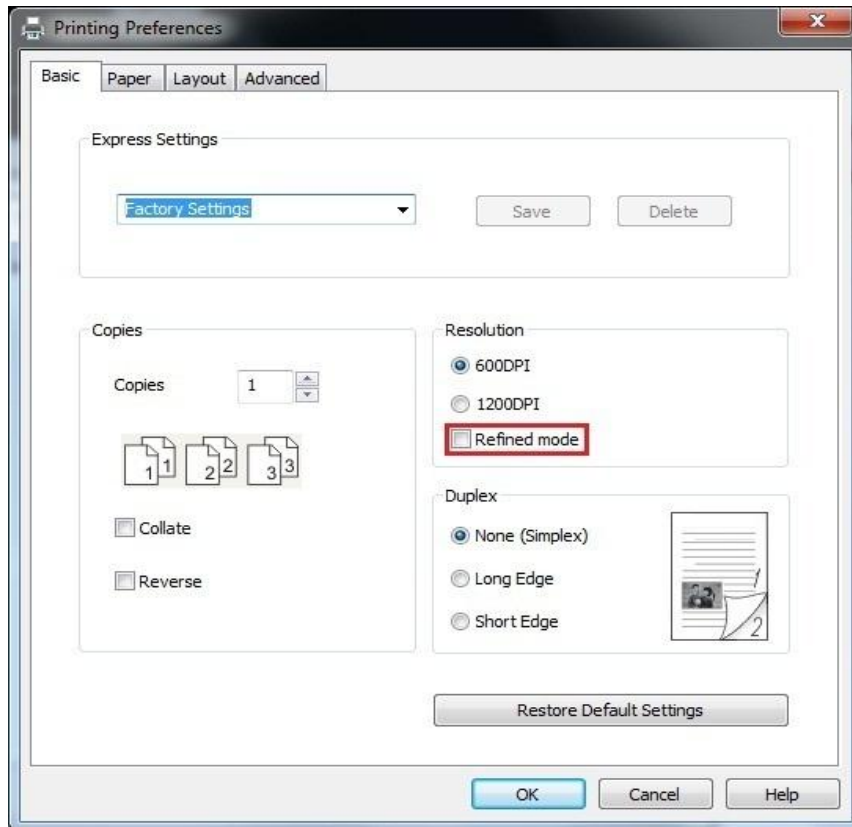 Printing Preferences
Basic Paper Layout Advanced
Express Settings
Factory Settings Save Delete
Copies
Copies 1
1 1 2 2 3 3
Collate
Reverse
Resolution
600DPI
1200DPI
Refined mode
Duplex
None (Simplex)
Long Edge
Short Edge
1
2
Restore Default Settings
OK Cancel Help